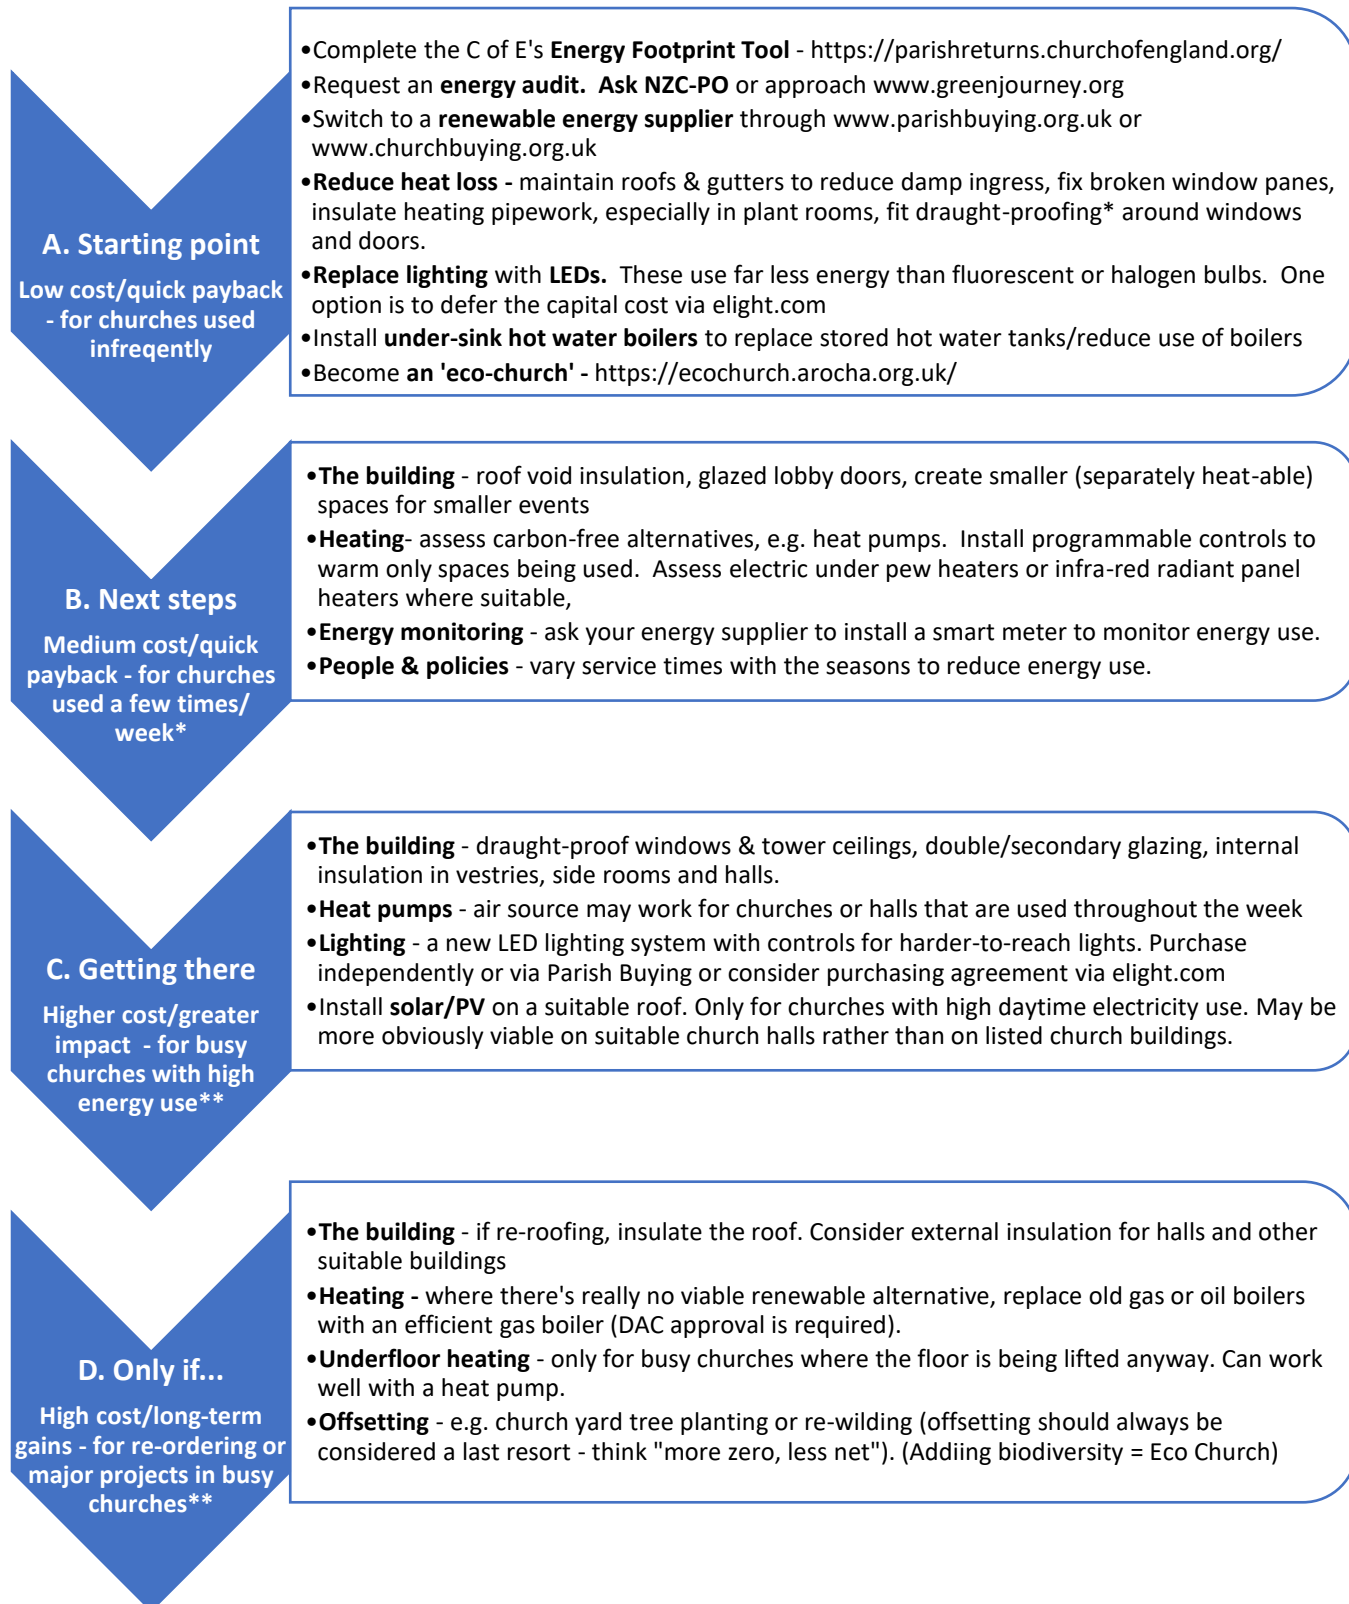 A. Starting point
Low cost/quick payback
- for churches used
infreqently
•Complete the C of E's Energy Footprint Tool - https://parishreturns.churchofengland.org/
•Request an energy audit.  Ask NZC-PO or approach www.greenjourney.org
•Switch to a renewable energy supplier through www.parishbuying.org.uk or
www.churchbuying.org.uk
•Reduce heat loss - maintain roofs & gutters to reduce damp ingress, fix broken window panes,
insulate heating pipework, especially in plant rooms, fit draught-proofing* around windows
and doors.
•Replace lighting with LEDs.  These use far less energy than fluorescent or halogen bulbs.  One
option is to defer the capital cost via elight.com
•Install under-sink hot water boilers to replace stored hot water tanks/reduce use of boilers
•Become an 'eco-church' - https://ecochurch.arocha.org.uk/
B. Next steps
Medium cost/quick
payback - for churches
used a few times/
week*
•The building - roof void insulation, glazed lobby doors, create smaller (separately heat-able)
spaces for smaller events
•Heating- assess carbon-free alternatives, e.g. heat pumps.  Install programmable controls to
warm only spaces being used.  Assess electric under pew heaters or infra-red radiant panel
heaters where suitable,
•Energy monitoring - ask your energy supplier to install a smart meter to monitor energy use.
•People & policies - vary service times with the seasons to reduce energy use.
C. Getting there
Higher cost/greater
impact  - for busy
churches with high
energy use**
•The building - draught-proof windows & tower ceilings, double/secondary glazing, internal
insulation in vestries, side rooms and halls.
•Heat pumps - air source may work for churches or halls that are used throughout the week
•Lighting - a new LED lighting system with controls for harder-to-reach lights. Purchase
independently or via Parish Buying or consider purchasing agreement via elight.com
•Install solar/PV on a suitable roof. Only for churches with high daytime electricity use. May be
more obviously viable on suitable church halls rather than on listed church buildings.
D. Only if...
High cost/long-term
gains - for re-ordering or
major projects in busy
churches**
•The building - if re-roofing, insulate the roof. Consider external insulation for halls and other
suitable buildings
•Heating - where there's really no viable renewable alternative, replace old gas or oil boilers
with an efficient gas boiler (DAC approval is required).
•Underfloor heating - only for busy churches where the floor is being lifted anyway. Can work
well with a heat pump.
•Offsetting - e.g. church yard tree planting or re-wilding (offsetting should always be
considered a last resort - think "more zero, less net"). (Addiing biodiversity = Eco Church)